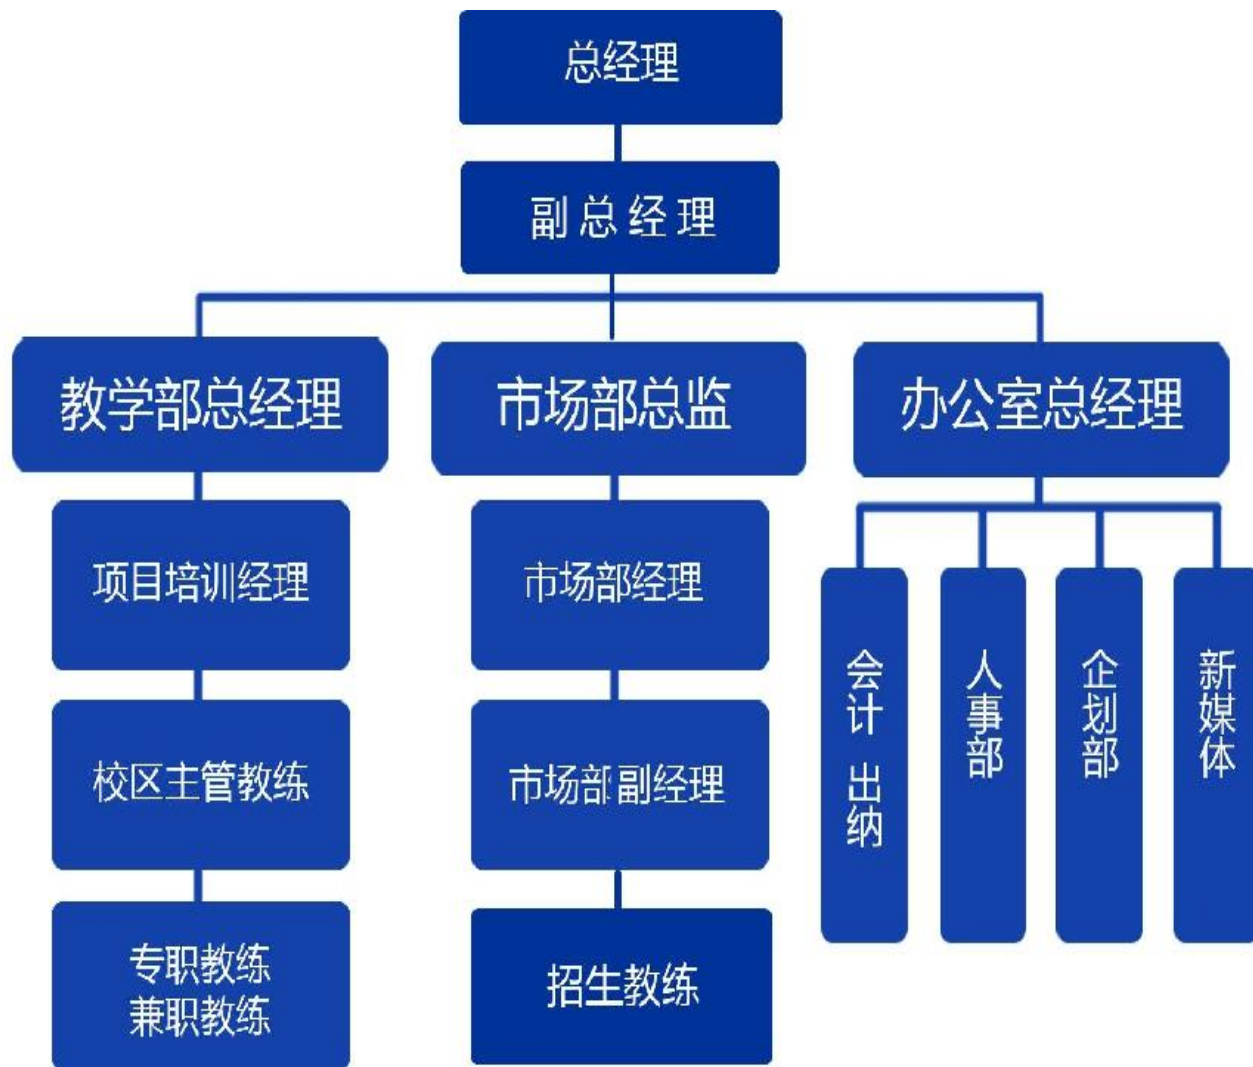 总经理
副总经理
教学部总经理
市场部总监
办公室总经理
项目培训经理
市场部经理
校区主管教练
市场部副经理
专职教练
兼职教练
招生教练
会计 出纳
人事部
企划部
新媒体